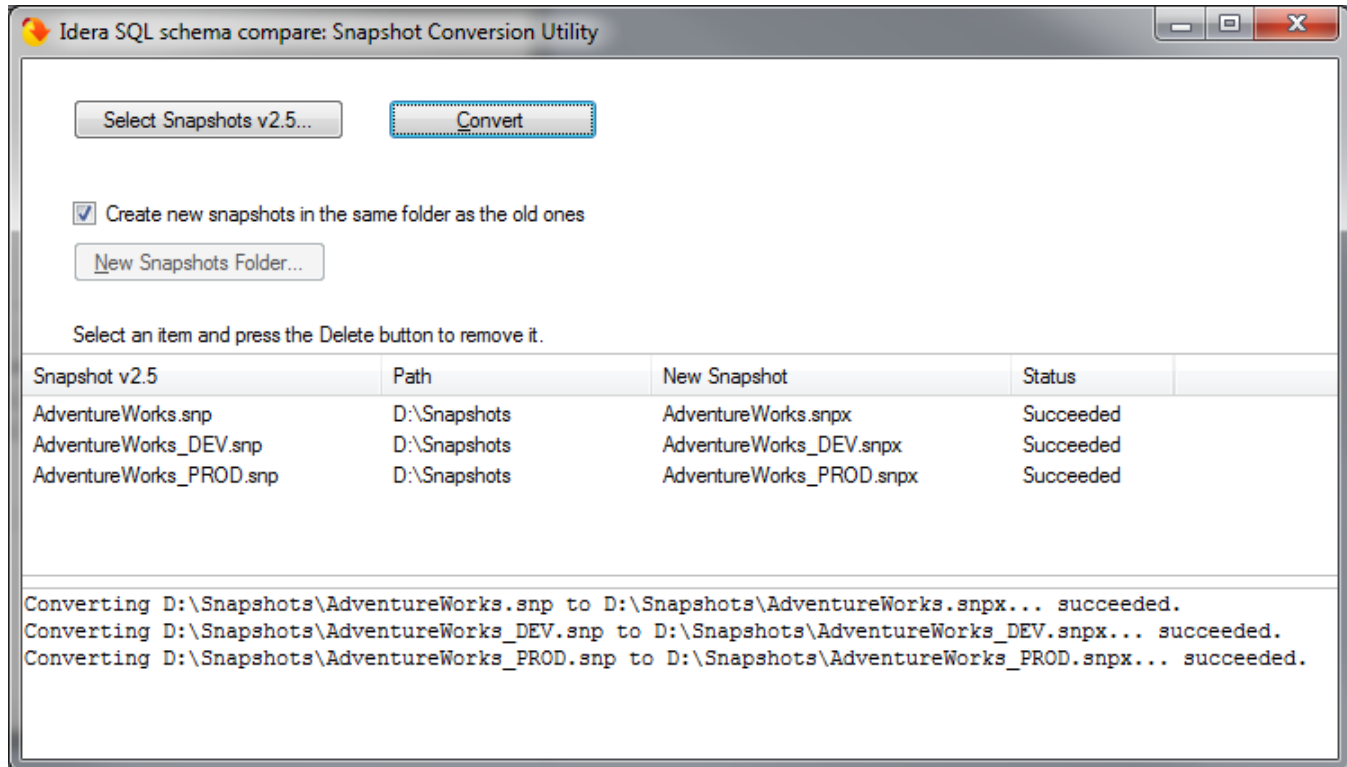 Idera SQL schema compare: Snapshot Conversion Utility
Select Snapshots v2.5... Convert
Create new snapshots in the same folder as the old ones
New Snapshots Folder...
Select an item and press the Delete button to remove it.
Snapshot v2.5 Path New Snapshot Status
AdventureWorks.snp D:\Snapshots AdventureWorks.snpx Succeeded
AdventureWorks_DEV.snp D:\Snapshots AdventureWorks_DEV.snpx Succeeded
AdventureWorks_PROD.snp D:\Snapshots AdventureWorks_PROD.snpx Succeeded
Converting D:\Snapshots\AdventureWorks.snp to D:\Snapshots\AdventureWorks.snpx... succeeded.
Converting D:\Snapshots\AdventureWorks_DEV.snp to D:\Snapshots\AdventureWorks_DEV.snpx... succeeded.
Converting D:\Snapshots\AdventureWorks_PROD.snp to D:\Snapshots\AdventureWorks_PROD.snpx... succeeded.